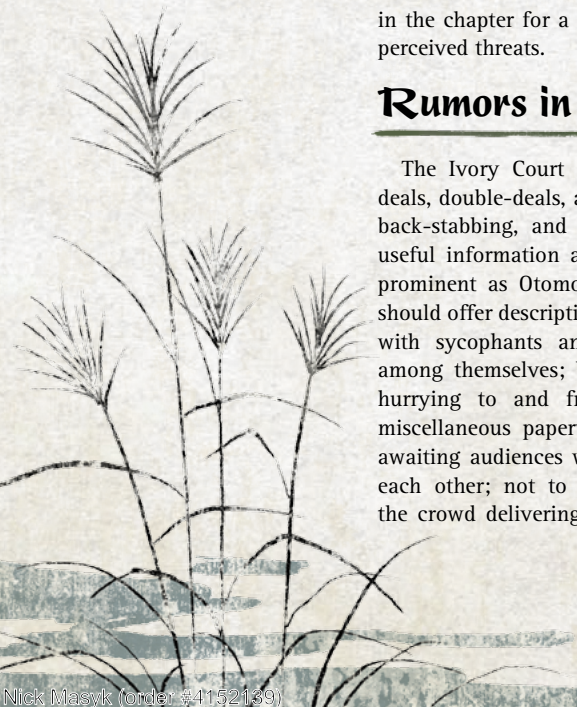 in the chapter for a
perceived threats.
Rumors in
The Ivory Court
deals, double-deals, a
back-stabbing, and
useful information a
prominent as Otomo
should offer descripti
with sycophants an
among themselves;
hurrying to and fr
miscellaneous paper
awaiting audiences w
each other; not to
the crowd delivering
Nick Masyk (order #4152139)